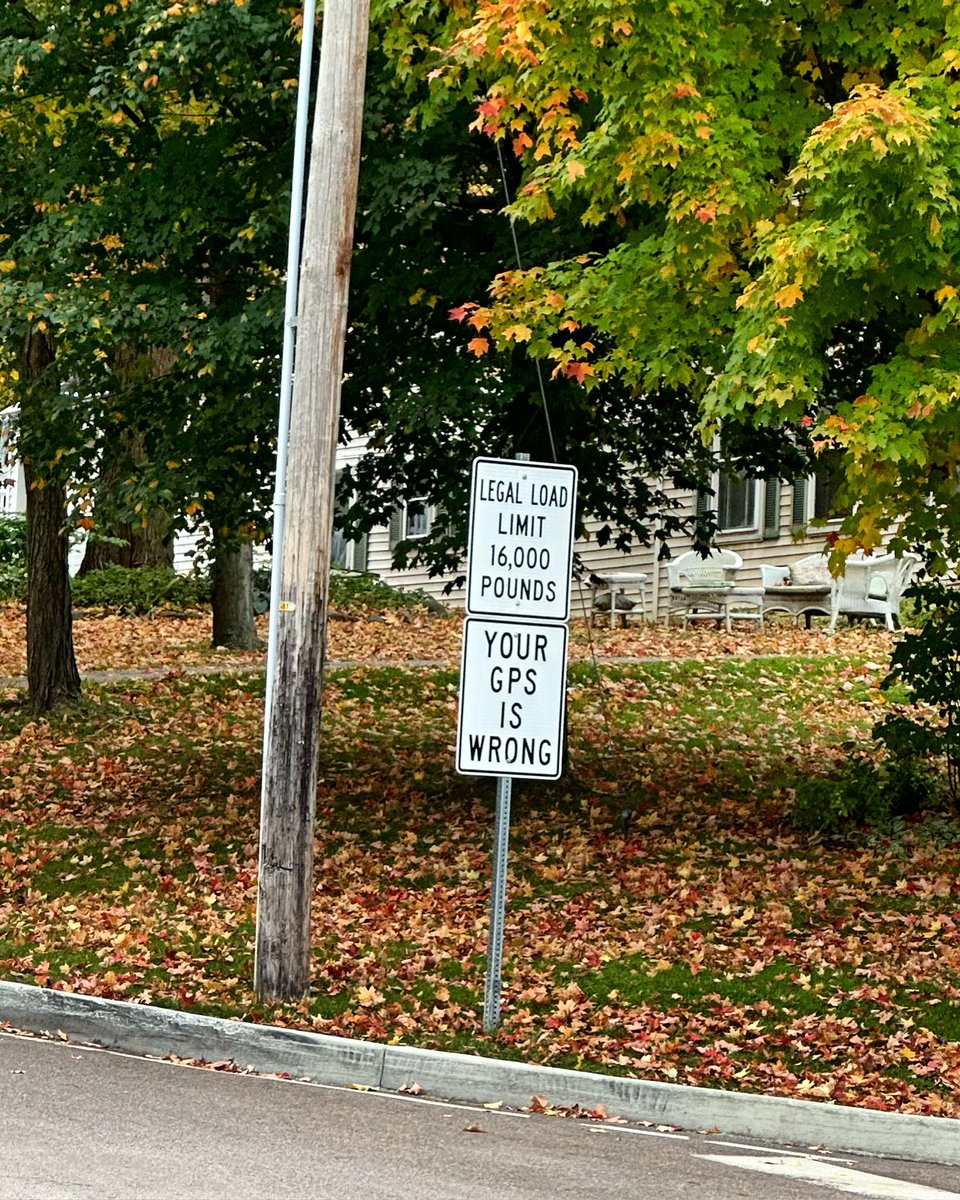 LEGAL LOAD
LIMIT
16,000
POUNDS
YOUR
GPS
IS
WRONG